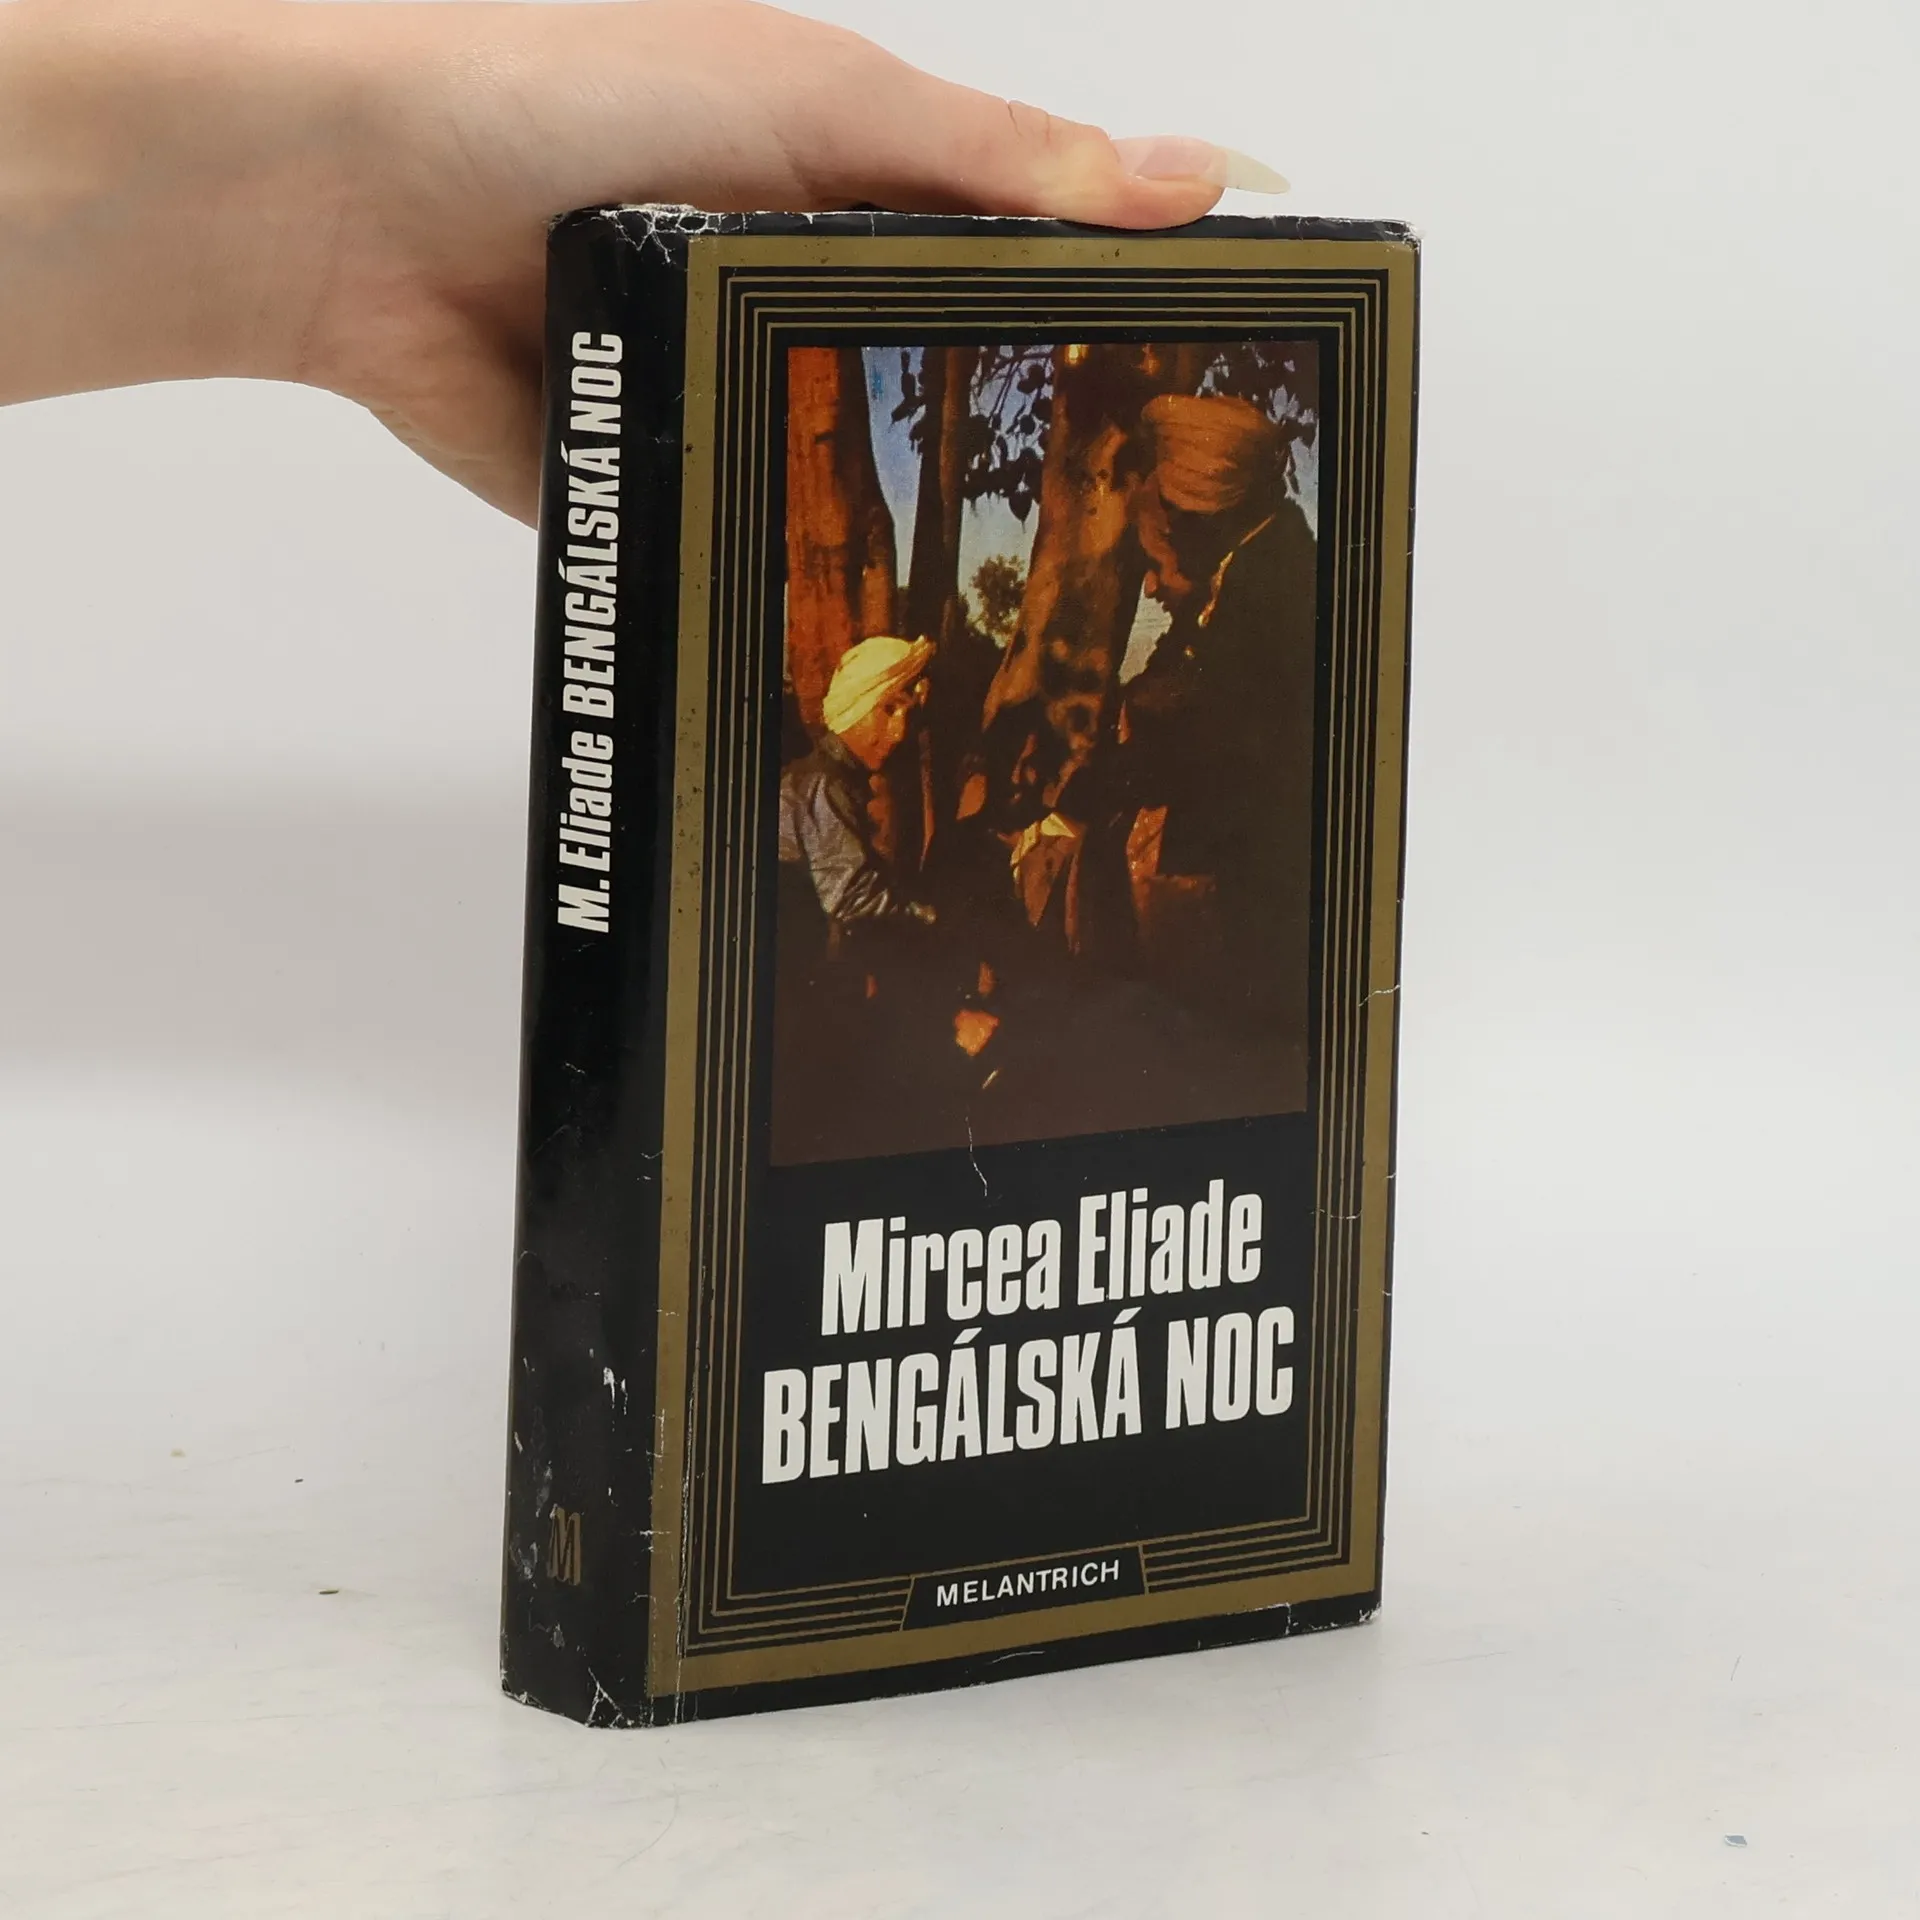 M. Eliade BENGÁLSKÁ NOC
M
Mircea Eliade
BENGÁLSKÁ NOC
MELANTRICH